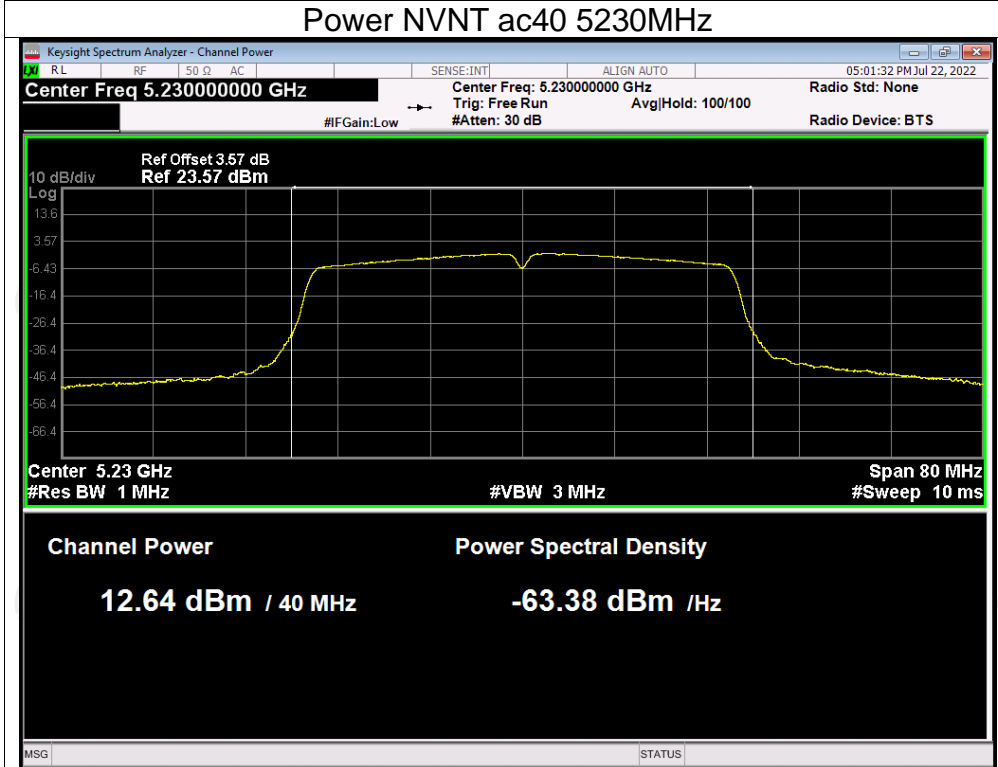 Power NVNT ac40 5230MHz
Keysight Spectrum Analyzer - Channel Power
LXI RL RF 50 Ω AC SENSE:INT ALIGN AUTO 05:01:32 PM Jul 22, 2022
Center Freq 5.230000000 GHz
Center Freq: 5.230000000 GHz
Radio Std: None
Trig: Free Run Avg|Hold: 100/100
#IFGain:Low #Atten: 30 dB
Radio Device: BTS
Ref Offset 3.57 dB
10 dB/div Ref 23.57 dBm
Log
13.6
3.57
-6.43
-16.4
-26.4
-36.4
-46.4
-56.4
-66.4
Center 5.23 GHz Span 80 MHz
#Res BW 1 MHz #VBW 3 MHz #Sweep 10 ms
Channel Power Power Spectral Density
12.64 dBm / 40 MHz -63.38 dBm /Hz
MSG STATUS